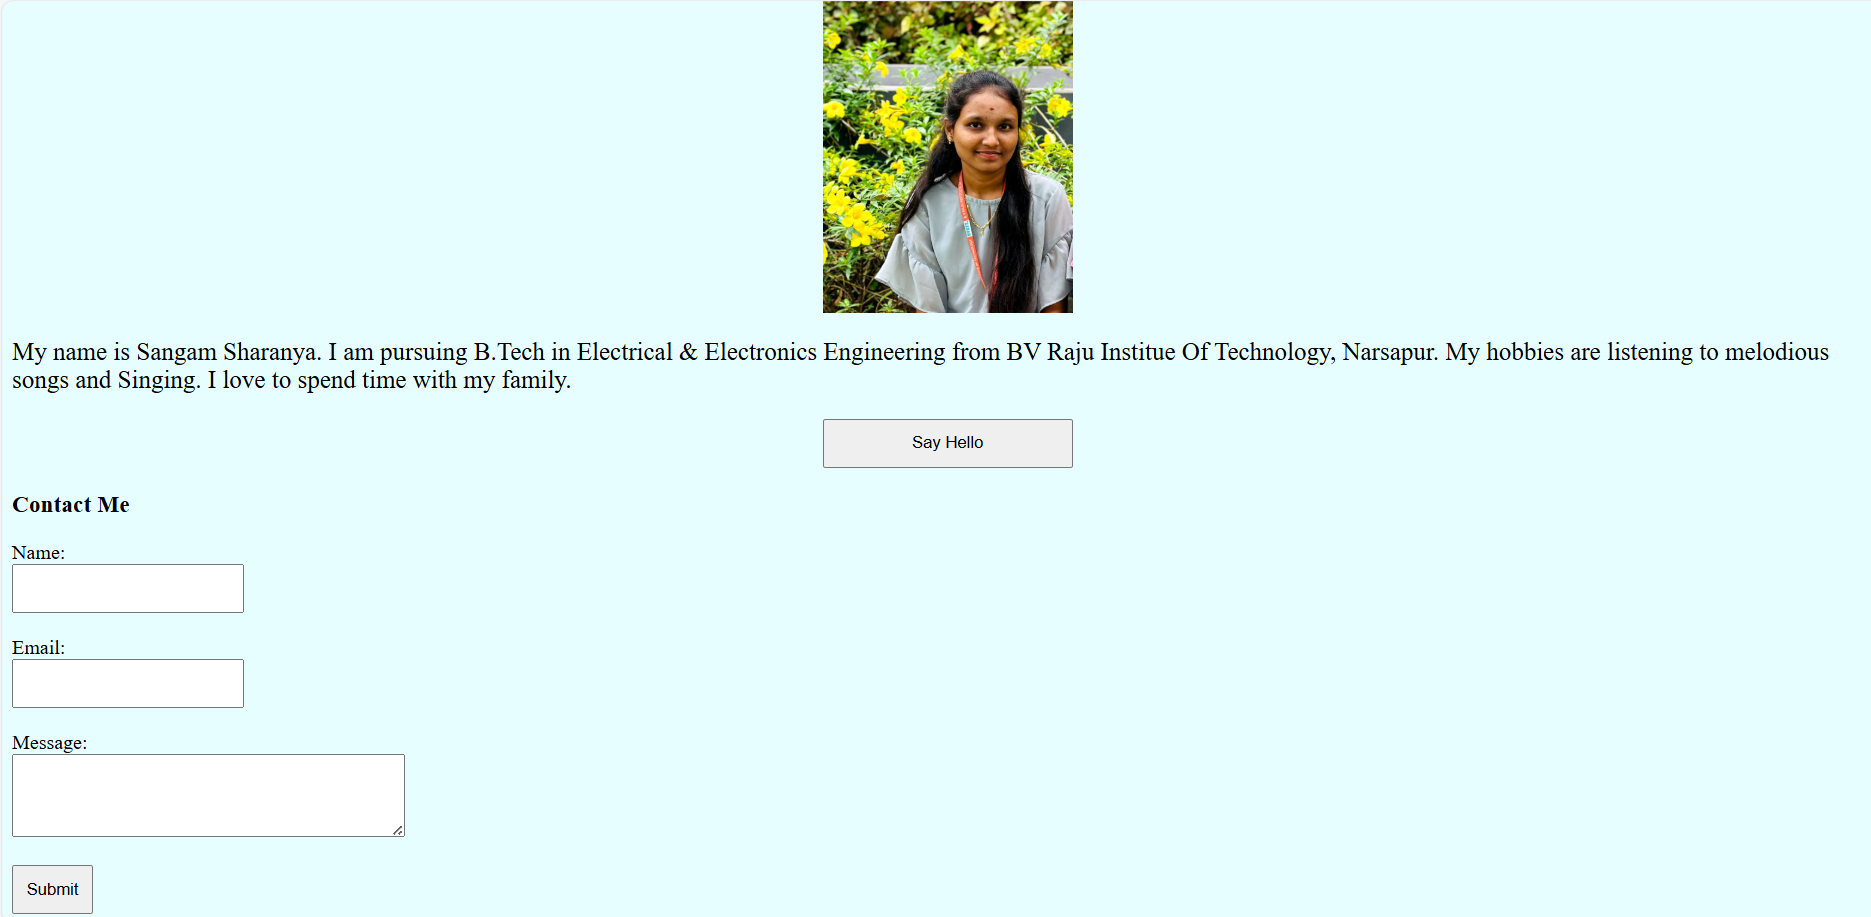 My name is Sangam Sharanya. I am pursuing B.Tech in Electrical & Electronics Engineering from BV Raju Institue Of Technology, Narsapur. My hobbies are listening to melodious
songs and Singing. I love to spend time with my family.
Say Hello
Contact Me
Name:
Email:
Message:
Submit